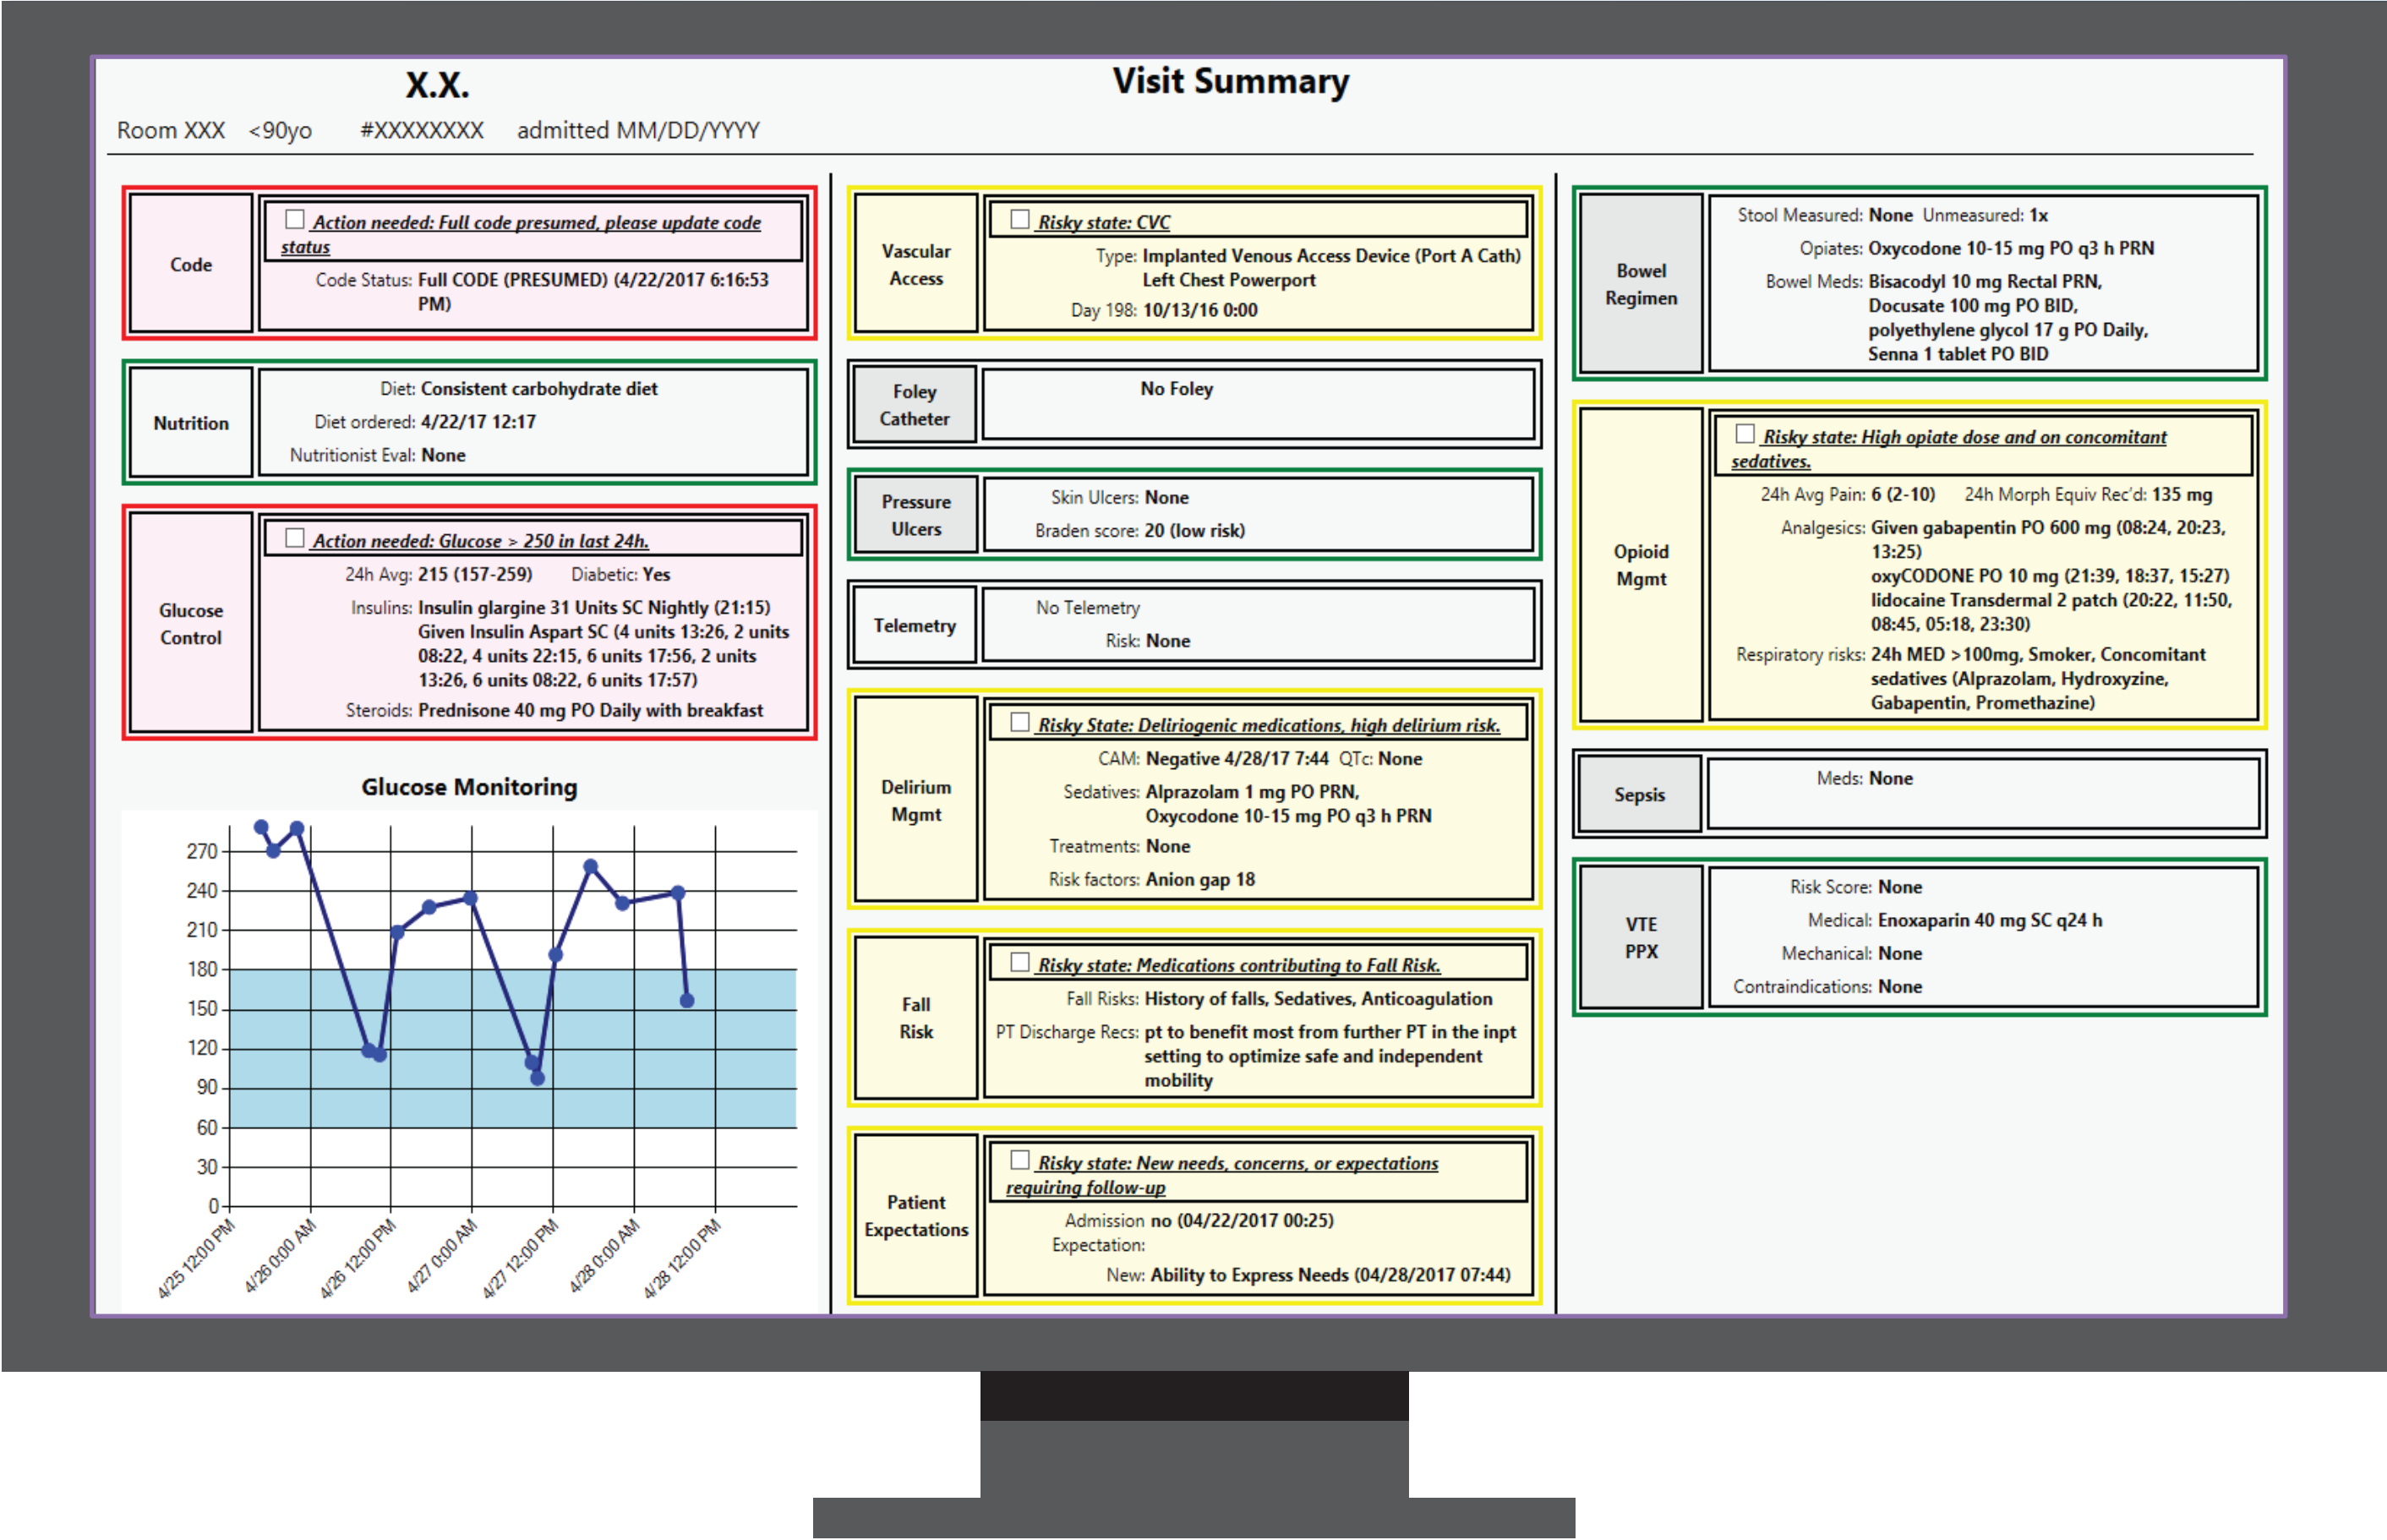 X.X.
Visit Summary
Room XXX <90yo #XXXXXXXX admitted MM/DD/YYYY
Code
Action needed: Full code presumed, please update code
status
Code Status: Full CODE (PRESUMED) (4/22/2017 6:16:53
PM)
Nutrition
Diet: Consistent carbohydrate diet
Diet ordered: 4/22/17 12:17
Nutritionist Eval: None
Glucose
Control
Action needed: Glucose > 250 in last 24h.
24h Avg: 215 (157-259) Diabetic: Yes
Insulins: Insulin glargine 31 Units SC Nightly (21:15)
Given Insulin Aspart SC (4 units 13:26, 2 units
08:22, 4 units 22:15, 6 units 17:56, 2 units
13:26, 6 units 08:22, 6 units 17:57)
Steroids: Prednisone 40 mg PO Daily with breakfast
Glucose Monitoring
270
240
210
180
150
120
90
60
30
0
4/25 12:00 PM
4/26 0:00 AM
4/26 12:00 PM
4/27 0:00 AM
4/27 12:00 PM
4/28 0:00 AM
4/28 12:00 PM
Vascular
Access
Risky state: CVC
Type: Implanted Venous Access Device (Port A Cath)
Left Chest Powerport
Day 198: 10/13/16 0:00
Foley
Catheter
No Foley
Pressure
Ulcers
Skin Ulcers: None
Braden score: 20 (low risk)
Telemetry
No Telemetry
Risk: None
Delirium
Mgmt
Risky State: Deliriogenic medications, high delirium risk.
CAM: Negative 4/28/17 7:44 QTc: None
Sedatives: Alprazolam 1 mg PO PRN,
Oxycodone 10-15 mg PO q3 h PRN
Treatments: None
Risk factors: Anion gap 18
Fall
Risk
Risky state: Medications contributing to Fall Risk.
Fall Risks: History of falls, Sedatives, Anticoagulation
PT Discharge Recs: pt to benefit most from further PT in the inpt
setting to optimize safe and independent
mobility
Patient
Expectations
Risky state: New needs, concerns, or expectations
requiring follow-up
Admission no (04/22/2017 00:25)
Expectation:
New: Ability to Express Needs (04/28/2017 07:44)
Bowel
Regimen
Stool Measured: None Unmeasured: 1x
Opiates: Oxycodone 10-15 mg PO q3 h PRN
Bowel Meds: Bisacodyl 10 mg Rectal PRN,
Docusate 100 mg PO BID,
polyethylene glycol 17 g PO Daily,
Senna 1 tablet PO BID
Opioid
Mgmt
Risky state: High opiate dose and on concomitant
sedatives.
24h Avg Pain: 6 (2-10) 24h Morph Equiv Rec'd: 135 mg
Analgesics: Given gabapentin PO 600 mg (08:24, 20:23,
13:25)
oxyCODONE PO 10 mg (21:39, 18:37, 15:27)
lidocaine Transdermal 2 patch (20:22, 11:50,
08:45, 05:18, 23:30)
Respiratory risks: 24h MED >100mg, Smoker, Concomitant
sedatives (Alprazolam, Hydroxyzine,
Gabapentin, Promethazine)
Sepsis
Meds: None
VTE
PPX
Risk Score: None
Medical: Enoxaparin 40 mg SC q24 h
Mechanical: None
Contraindications: None